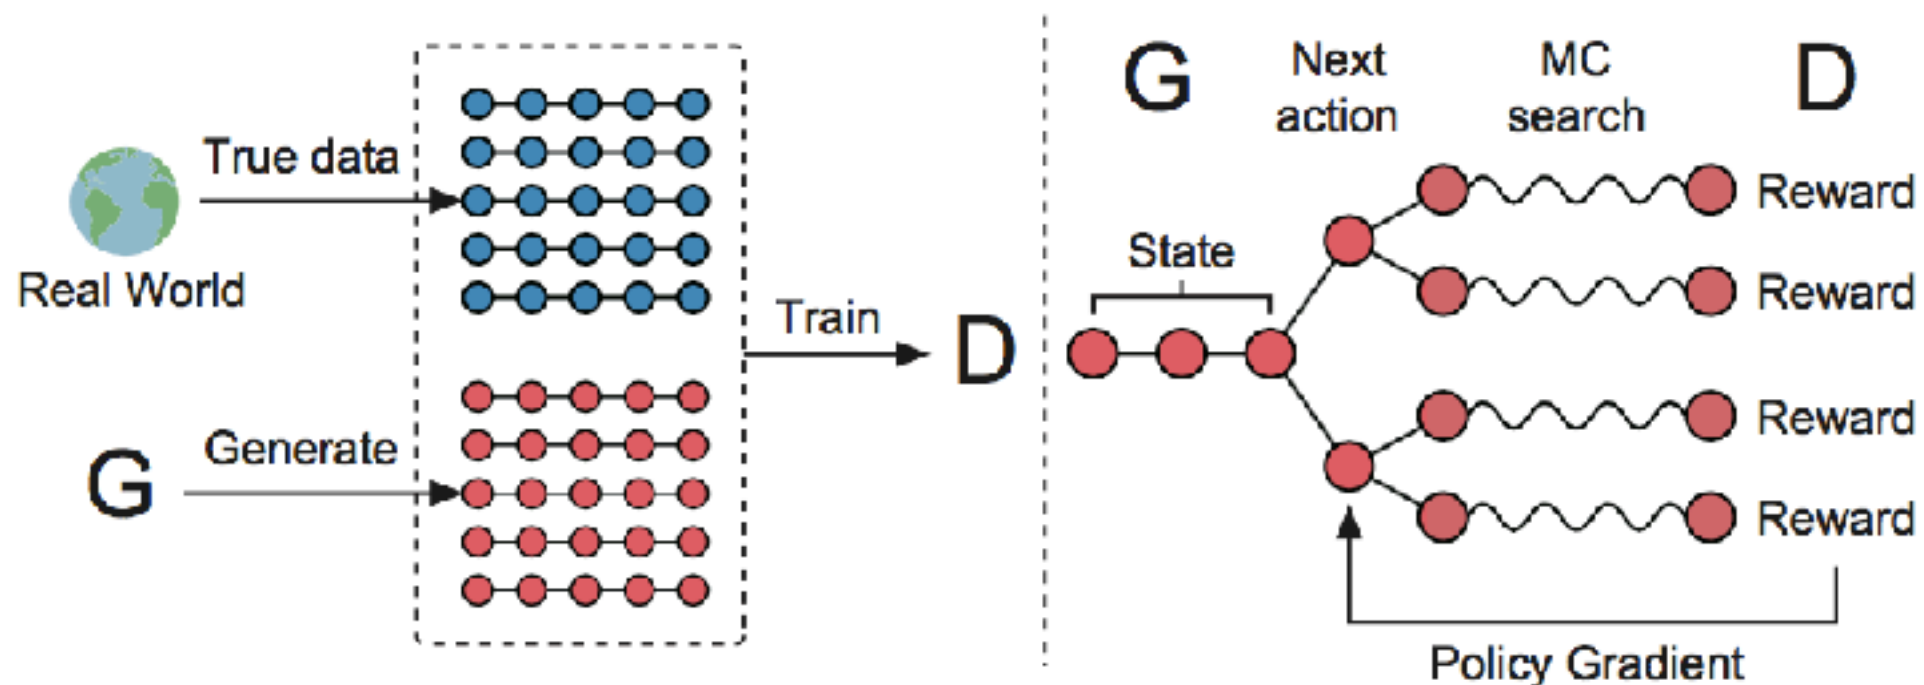 True data
Real World
Generate
G
Train
D
G
Next
action
MC
search
D
State
Reward
Reward
Reward
Reward
Policy Gradient